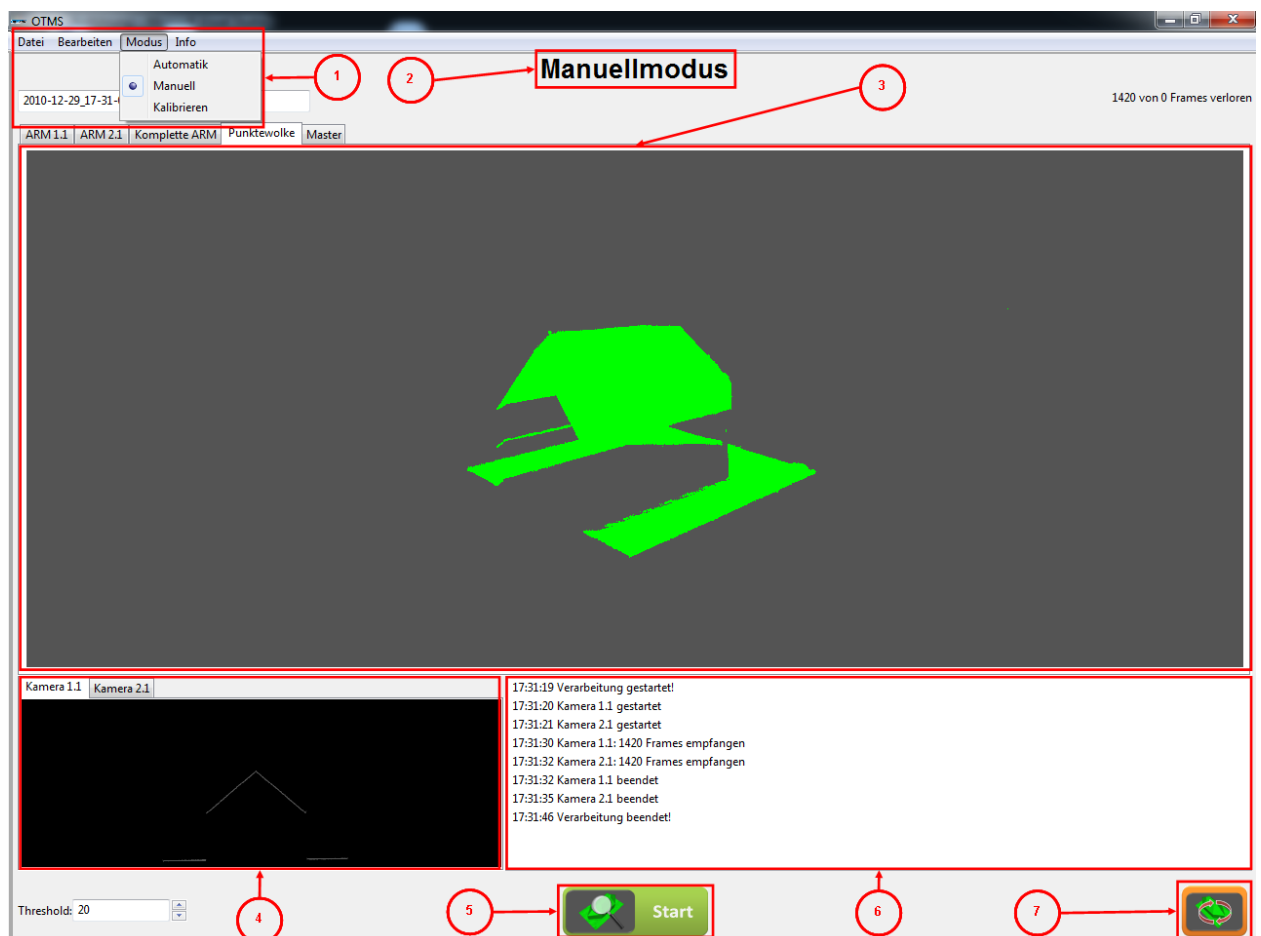 OTMS
Datei Bearbeiten Modus Info
Automatik
Manuell
Kalibrieren
1
2
Manuellmodus
3
2010-12-29_17-31-
1420 von 0 Frames verloren
ARM 1.1 ARM 2.1 Komplette ARM Punktewolke Master
Kamera 1.1 Kamera 2.1
17:31:19 Verarbeitung gestartet!
17:31:20 Kamera 1.1 gestartet
17:31:21 Kamera 2.1 gestartet
17:31:30 Kamera 1.1: 1420 Frames empfangen
17:31:32 Kamera 2.1: 1420 Frames empfangen
17:31:32 Kamera 1.1 beendet
17:31:35 Kamera 2.1 beendet
17:31:46 Verarbeitung beendet!
Threshold: 20
4
5
Start
6
7